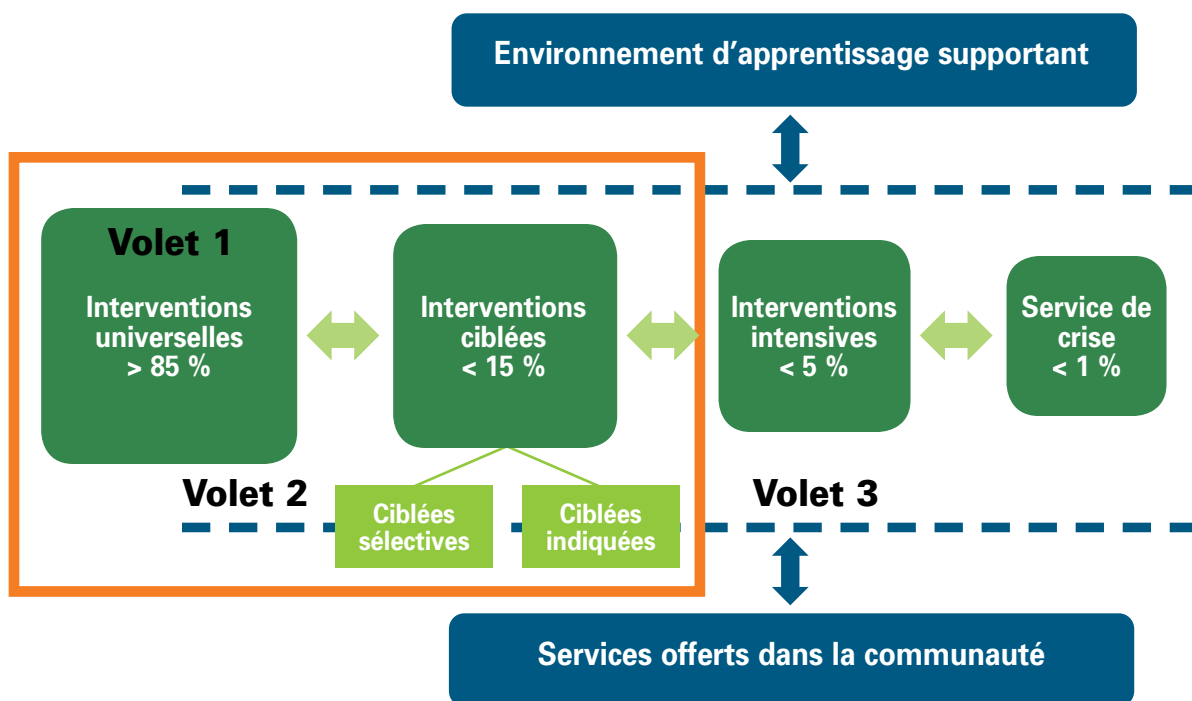 Environnement d'apprentissage supportant
Volet 1
Interventions
universelles
> 85 %
Interventions
ciblées
< 15 %
Interventions
intensives
< 5 %
Service de
crise
< 1 %
Volet 2
Ciblées
sélectives
Ciblées
indiquées
Volet 3
Services offerts dans la communauté